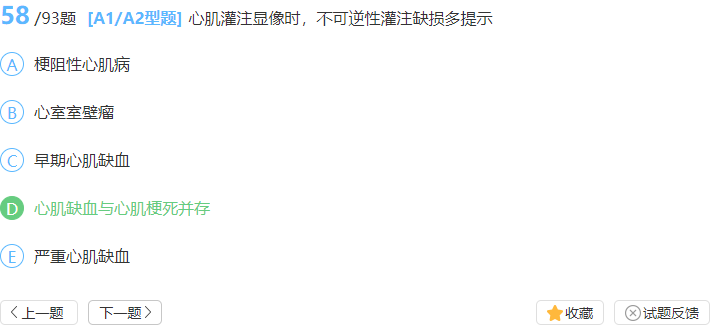 58 /93题 [A1/A2型题] 心肌灌注显像时，不可逆性灌注缺损多提示
A 梗阻性心肌病
B 心室室壁瘤
C 早期心肌缺血
D 心肌缺血与心肌梗死并存
E 严重心肌缺血
上一题 下一题 收藏 试题反馈